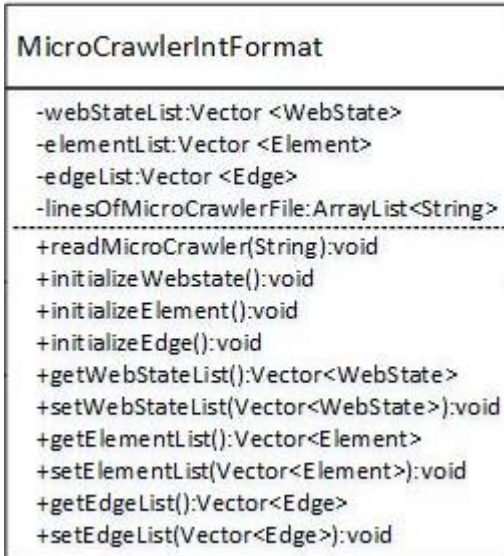 MicroCrawlerIntFormat
-webStateList:Vector <WebState>
-elementList:Vector <Element>
-edgeList:Vector <Edge>
-linesOfMicroCrawlerFile:ArrayList<String>
+readMicroCrawler(String):void
+initializeWebstate():void
+initializeElement():void
+initializeEdge():void
+getWebStateList():Vector<WebState>
+setWebStateList(Vector<WebState>):void
+getElementList():Vector<Element>
+setElementList(Vector<Element>):void
+getEdgeList():Vector<Edge>
+setEdgeList(Vector<Edge>):void